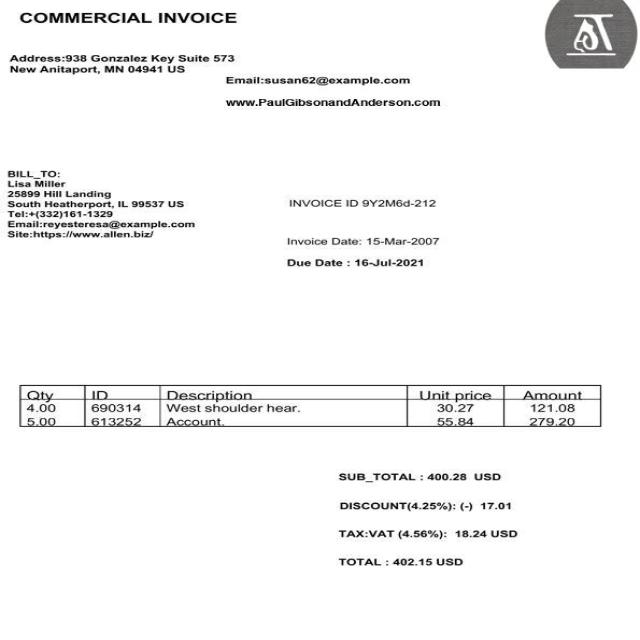 COMMERCIAL INVOICE
Address:938 Gonzalez Key Suite 573
New Anitaport, MN 04941 US
Email:susan62@example.com
www.PaulGibsonandAnderson.com
BILL_TO:
Lisa Miller
25899 Hill Landing
South Heatherport, IL 99537 US
Tel:+(332)161-1329
Email:reyesteresa@example.com
Site:https://www.allen.biz/
INVOICE ID 9Y2M6d-212
Invoice Date: 15-Mar-2007
Due Date : 16-Jul-2021
Qty ID Description Unit price Amount
4.00 690314 West shoulder hear. 30.27 121.08
5.00 613252 Account. 55.84 279.20
SUB_TOTAL : 400.28 USD
DISCOUNT(4.25%): (-) 17.01
TAX:VAT (4.56%): 18.24 USD
TOTAL : 402.15 USD